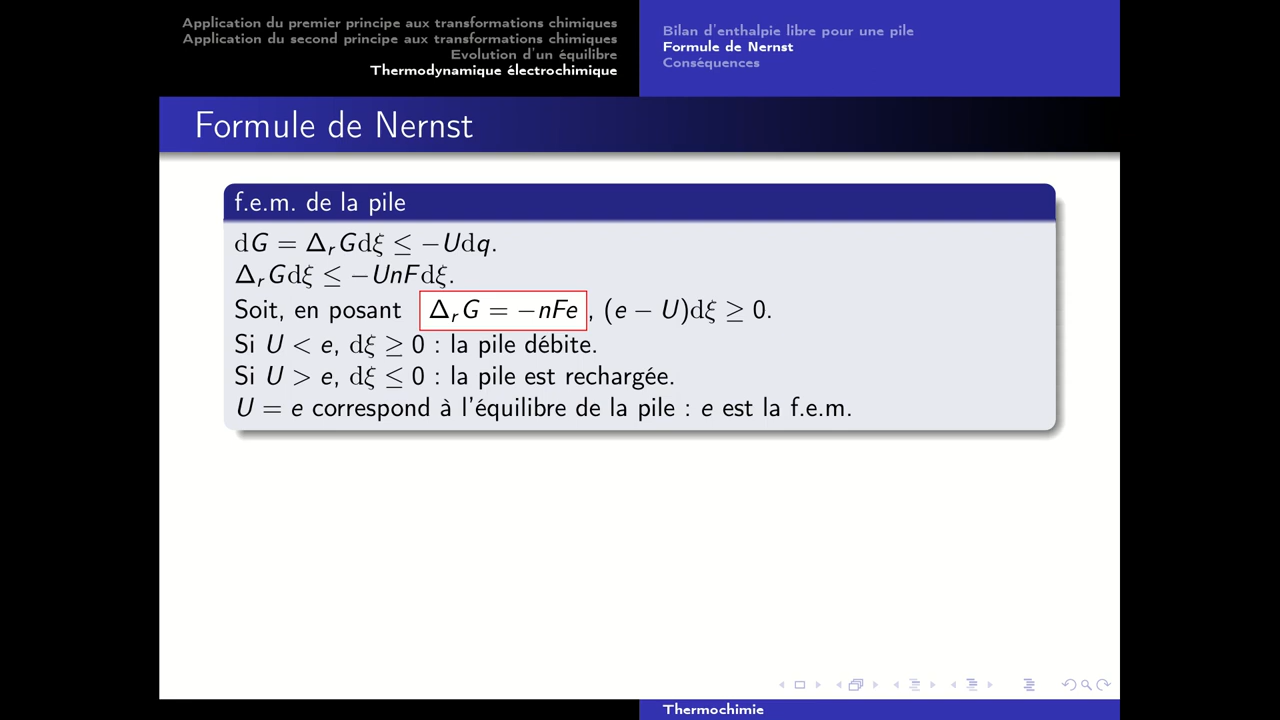 Application du premier principe aux transformations chimiques
Application du second principe aux transformations chimiques
Evolution d'un équilibre
Thermodynamique électrochimique
Bilan d'enthalpie libre pour une pile
Formule de Nernst
Conséquences
Formule de Nernst
f.e.m. de la pile
dG = ΔᵣGdξ ≤ −Udq.
ΔᵣGdξ ≤ −UnFdξ.
Soit, en posant ΔᵣG = −nFe , (e − U)dξ ≥ 0.
Si U < e, dξ ≥ 0 : la pile débite.
Si U > e, dξ ≤ 0 : la pile est rechargée.
U = e correspond à l'équilibre de la pile : e est la f.e.m.
Thermochimie